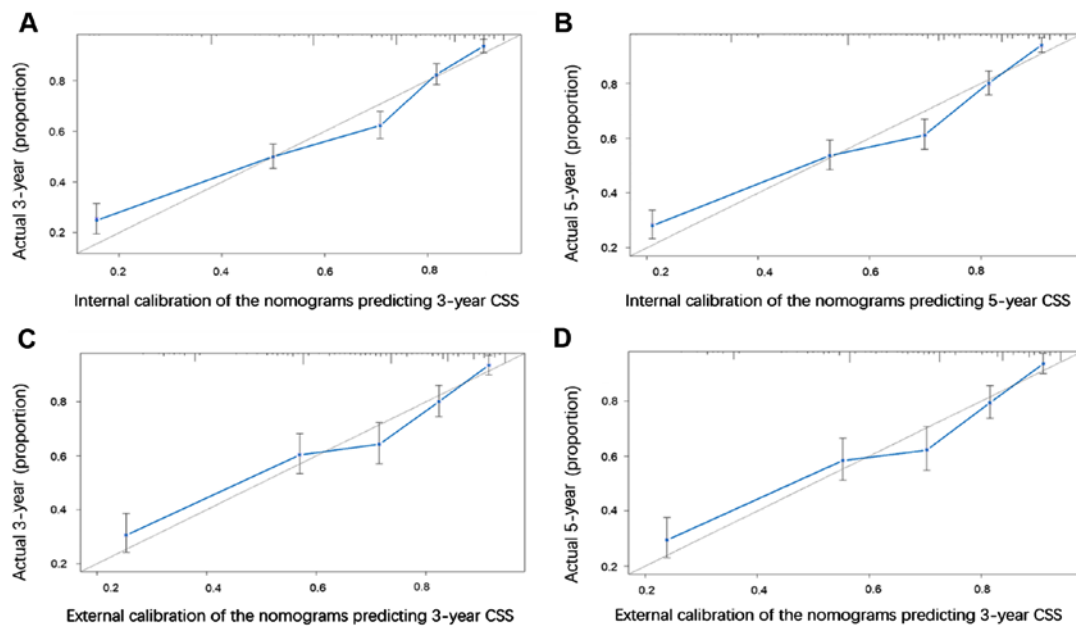 A
Actual 3-year (proportion)
0.8
0.6
0.4
0.2
0.2 0.4 0.6 0.8
Internal calibration of the nomograms predicting 3-year CSS
B
Actual 5-year (proportion)
0.8
0.6
0.4
0.2
0.2 0.4 0.6 0.8
Internal calibration of the nomograms predicting 5-year CSS
C
Actual 3-year (proportion)
0.8
0.6
0.4
0.2
0.2 0.4 0.6 0.8
External calibration of the nomograms predicting 3-year CSS
D
Actual 5-year (proportion)
0.8
0.6
0.4
0.2
0.2 0.4 0.6 0.8
External calibration of the nomograms predicting 3-year CSS